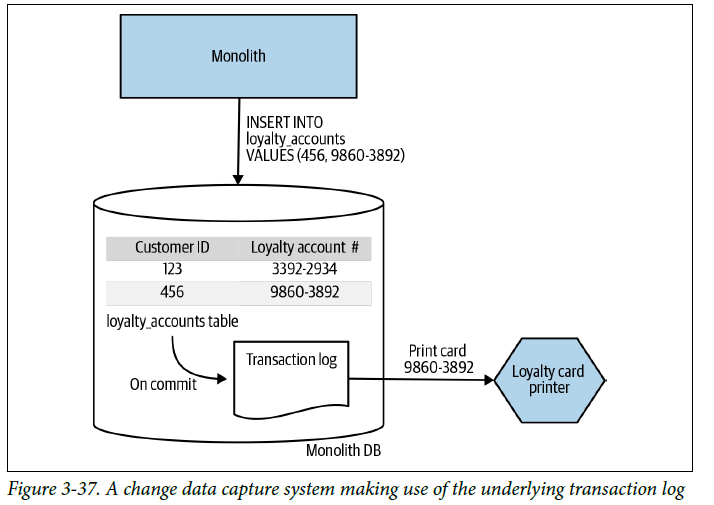 Monolith
INSERT INTO
loyalty_accounts
VALUES (456, 9860-3892)
Customer ID Loyalty account #
123 3392-2934
456 9860-3892
loyalty_accounts table
Transaction log
On commit
Print card
9860-3892
Loyalty card
printer
Monolith DB
Figure 3-37. A change data capture system making use of the underlying transaction log